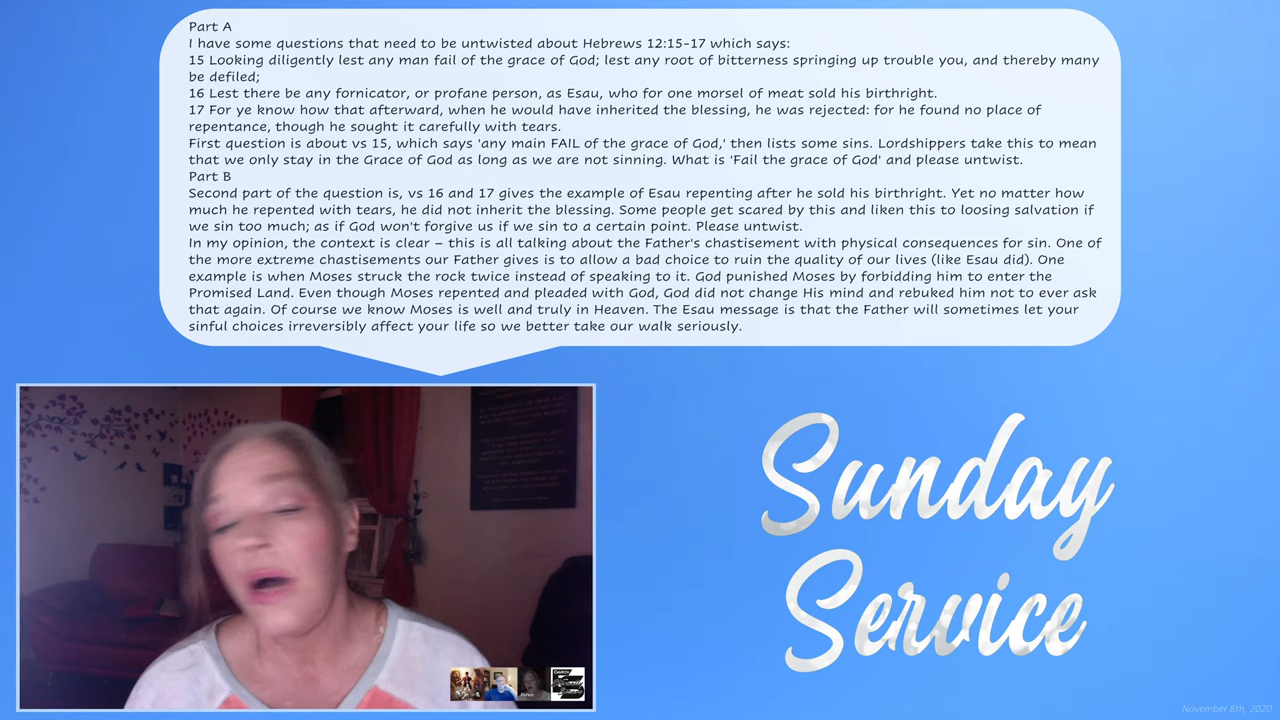 Part A
I have some questions that need to be untwisted about Hebrews 12:15-17 which says:
15 Looking diligently lest any man fail of the grace of God; lest any root of bitterness springing up trouble you, and thereby many
be defiled;
16 Lest there be any fornicator, or profane person, as Esau, who for one morsel of meat sold his birthright.
17 For ye know how that afterward, when he would have inherited the blessing, he was rejected: for he found no place of
repentance, though he sought it carefully with tears.
First question is about vs 15, which says 'any main FAIL of the grace of God,' then lists some sins. Lordshippers take this to mean
that we only stay in the Grace of God as long as we are not sinning. What is 'Fail the grace of God' and please untwist.
Part B
Second part of the question is, vs 16 and 17 gives the example of Esau repenting after he sold his birthright. Yet no matter how
much he repented with tears, he did not inherit the blessing. Some people get scared by this and liken this to loosing salvation if
we sin too much; as if God won't forgive us if we sin to a certain point. Please untwist.
In my opinion, the context is clear – this is all talking about the Father's chastisement with physical consequences for sin. One of
the more extreme chastisements our Father gives is to allow a bad choice to ruin the quality of our lives (like Esau did). One
example is when Moses struck the rock twice instead of speaking to it. God punished Moses by forbidding him to enter the
Promised Land. Even though Moses repented and pleaded with God, God did not change His mind and rebuked him not to ever ask
that again. Of course we know Moses is well and truly in Heaven. The Esau message is that the Father will sometimes let your
sinful choices irreversibly affect your life so we better take our walk seriously.
Sunday
Service
November 8th, 2020